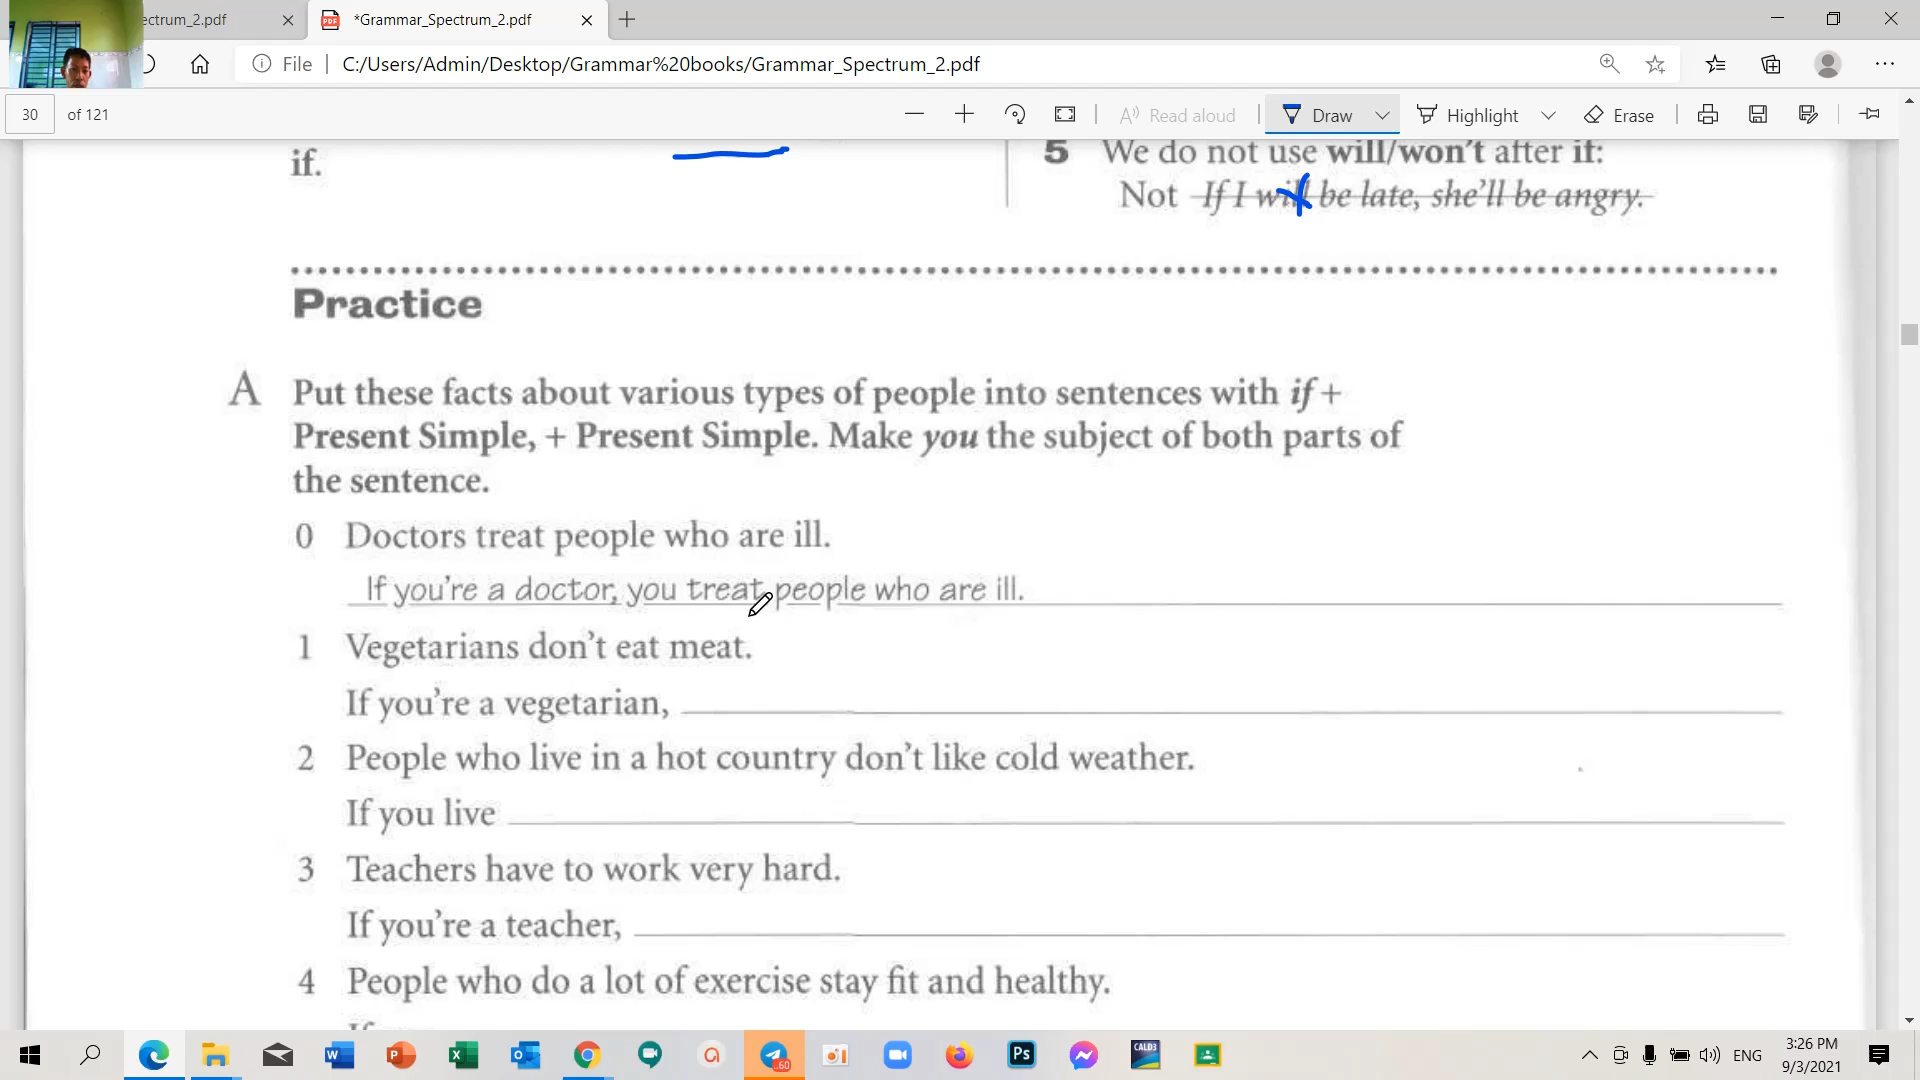 ectrum_2.pdf
*Grammar_Spectrum_2.pdf
File
C:/Users/Admin/Desktop/Grammar%20books/Grammar_Spectrum_2.pdf
30 of 121
Read aloud
Draw
Highlight
Erase
if.
5 We do not use will/won't after if:
Not If I will be late, she'll be angry.
Practice
A Put these facts about various types of people into sentences with if +
Present Simple, + Present Simple. Make you the subject of both parts of
the sentence.
0 Doctors treat people who are ill.
If you're a doctor, you treat people who are ill.
1 Vegetarians don't eat meat.
If you're a vegetarian,
2 People who live in a hot country don't like cold weather.
If you live
3 Teachers have to work very hard.
If you're a teacher,
4 People who do a lot of exercise stay fit and healthy.
60
Ps
CALD3
ENG
3:26 PM
9/3/2021